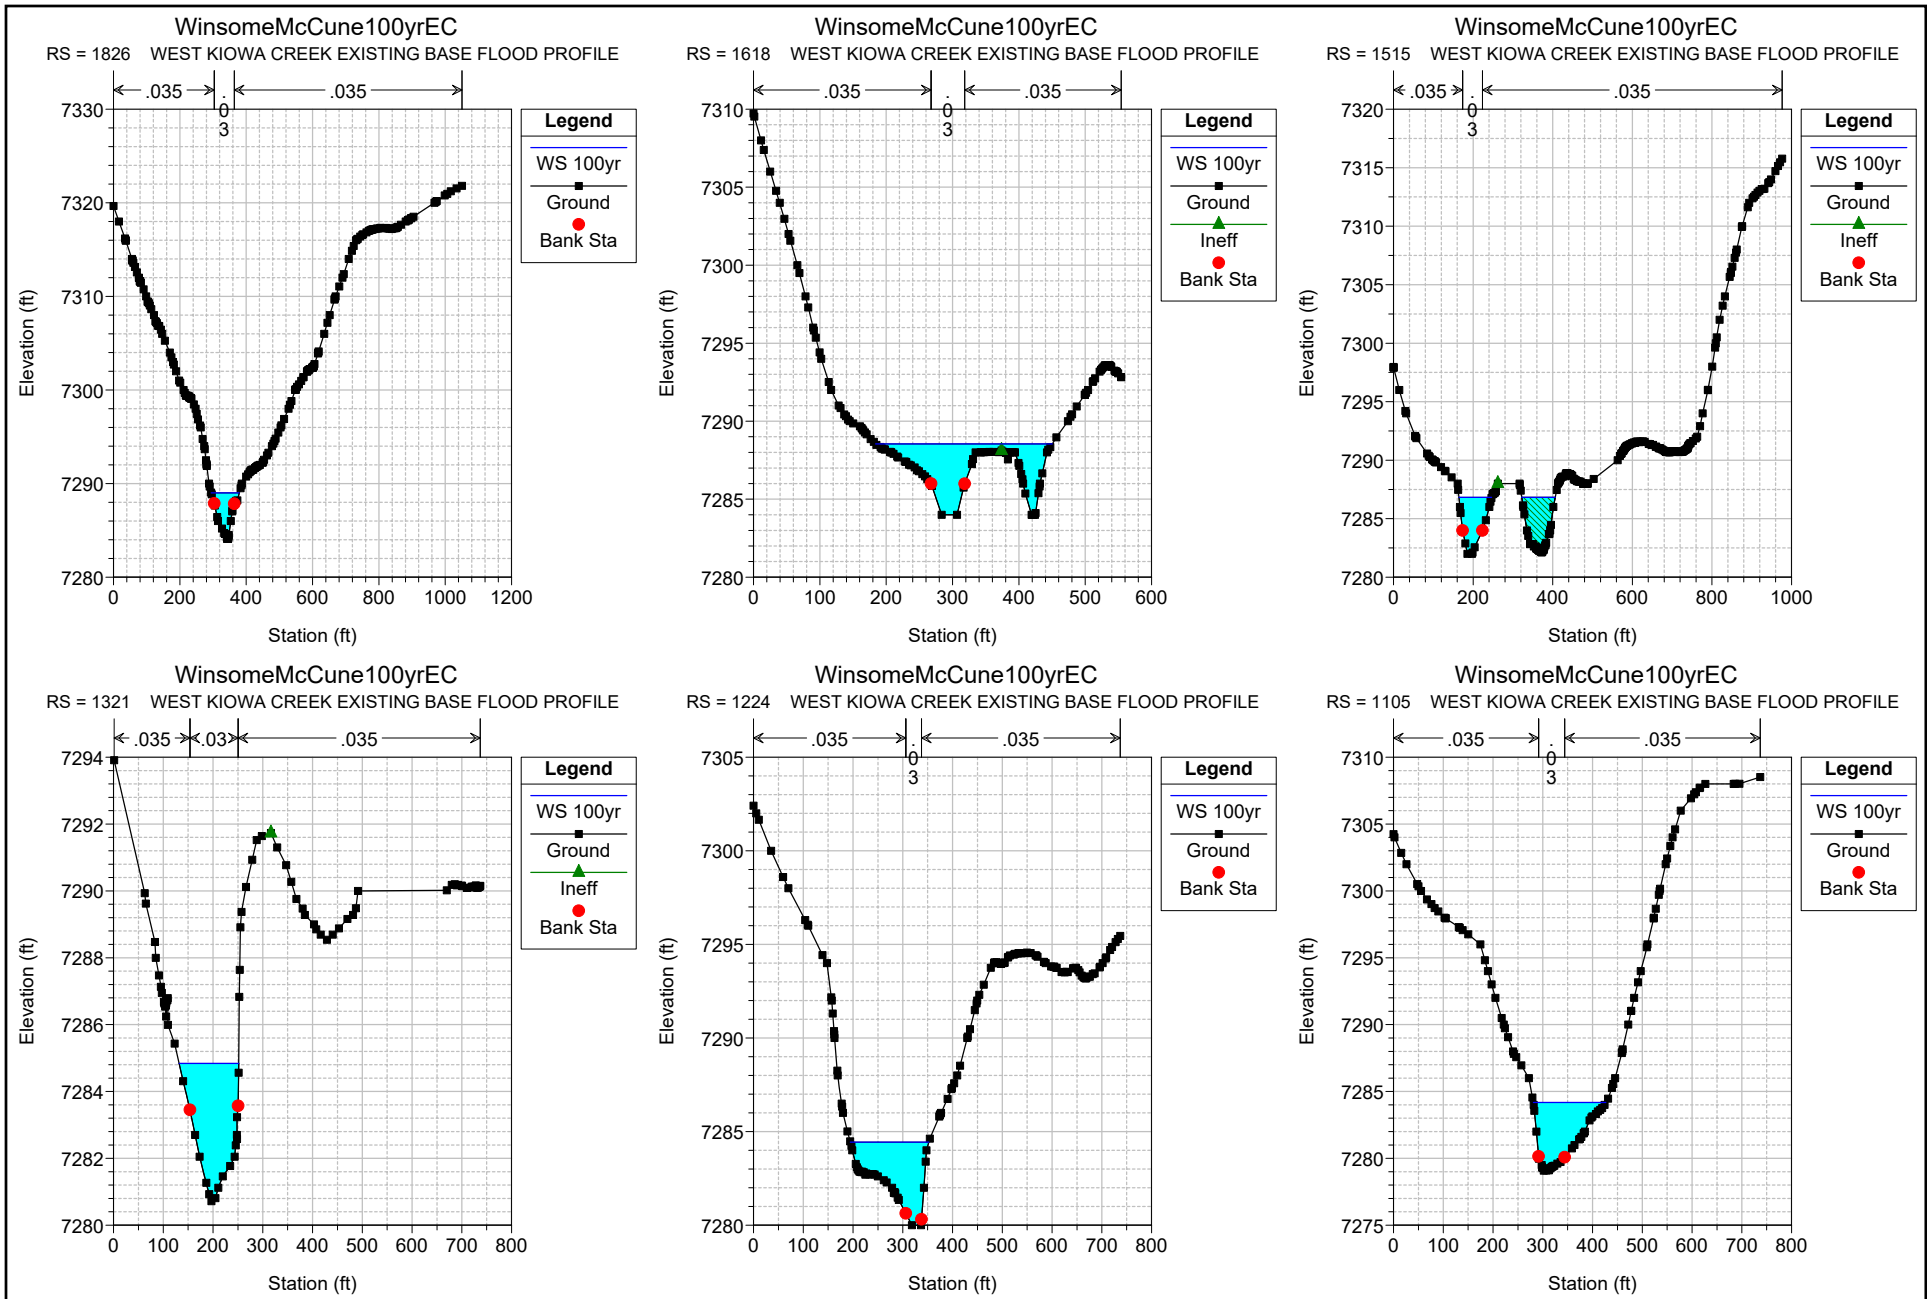 WinsomeMcCune100yrEC
RS = 1826 WEST KIOWA CREEK EXISTING BASE FLOOD PROFILE
.035 .03 .035
7330
7320
7310
7300
7290
7280
Elevation (ft)
0 200 400 600 800 1000 1200
Station (ft)
Legend
WS 100yr
Ground
Bank Sta
WinsomeMcCune100yrEC
RS = 1618 WEST KIOWA CREEK EXISTING BASE FLOOD PROFILE
.035 .03 .035
7310
7305
7300
7295
7290
7285
7280
Elevation (ft)
0 100 200 300 400 500 600
Station (ft)
Legend
WS 100yr
Ground
Ineff
Bank Sta
WinsomeMcCune100yrEC
RS = 1515 WEST KIOWA CREEK EXISTING BASE FLOOD PROFILE
.035 .03 .035
7320
7315
7310
7305
7300
7295
7290
7285
7280
Elevation (ft)
0 200 400 600 800 1000
Station (ft)
Legend
WS 100yr
Ground
Ineff
Bank Sta
WinsomeMcCune100yrEC
RS = 1321 WEST KIOWA CREEK EXISTING BASE FLOOD PROFILE
.035 .03 .035
7294
7292
7290
7288
7286
7284
7282
7280
Elevation (ft)
0 100 200 300 400 500 600 700 800
Station (ft)
Legend
WS 100yr
Ground
Ineff
Bank Sta
WinsomeMcCune100yrEC
RS = 1224 WEST KIOWA CREEK EXISTING BASE FLOOD PROFILE
.035 .03 .035
7305
7300
7295
7290
7285
7280
Elevation (ft)
0 100 200 300 400 500 600 700 800
Station (ft)
Legend
WS 100yr
Ground
Bank Sta
WinsomeMcCune100yrEC
RS = 1105 WEST KIOWA CREEK EXISTING BASE FLOOD PROFILE
.035 .03 .035
7310
7305
7300
7295
7290
7285
7280
7275
Elevation (ft)
0 100 200 300 400 500 600 700 800
Station (ft)
Legend
WS 100yr
Ground
Bank Sta